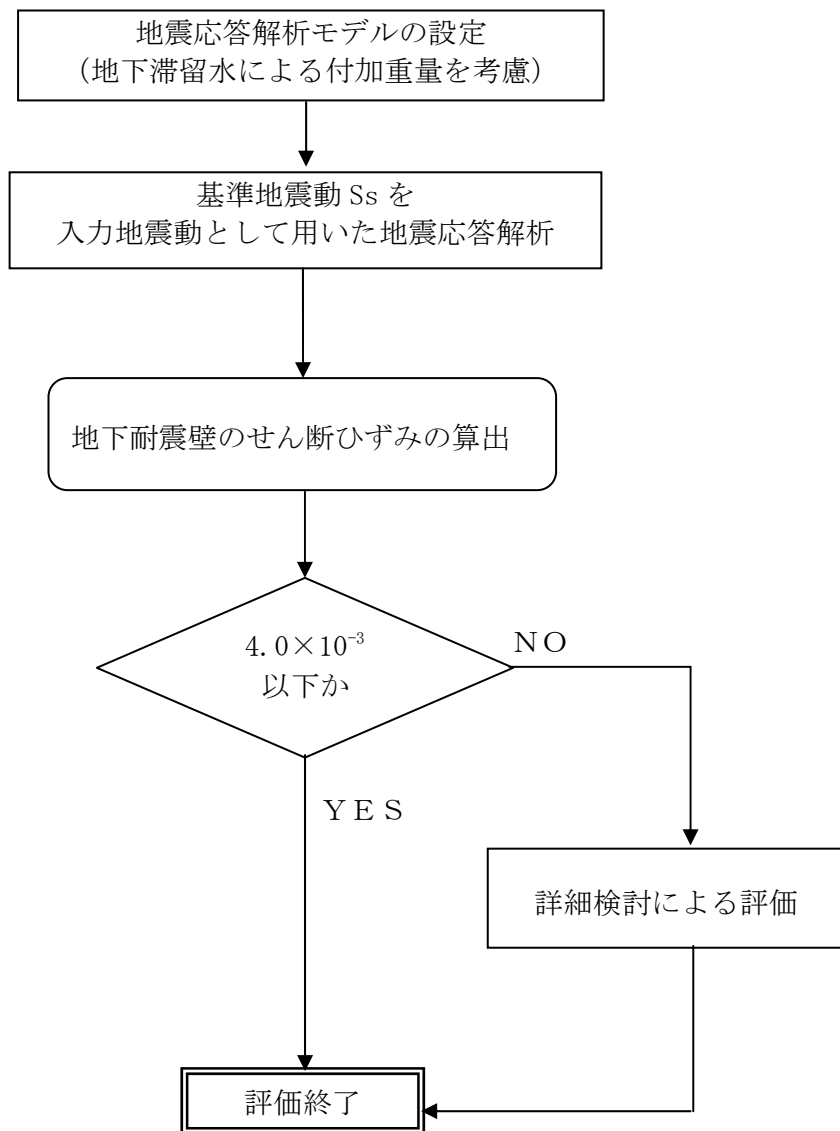 地震応答解析モデルの設定
（地下滞留水による付加重量を考慮）
基準地震動 Ss を
入力地震動として用いた地震応答解析
地下耐震壁のせん断ひずみの算出
4.0×10⁻³
以下か
ＮＯ
ＹＥＳ
詳細検討による評価
評価終了